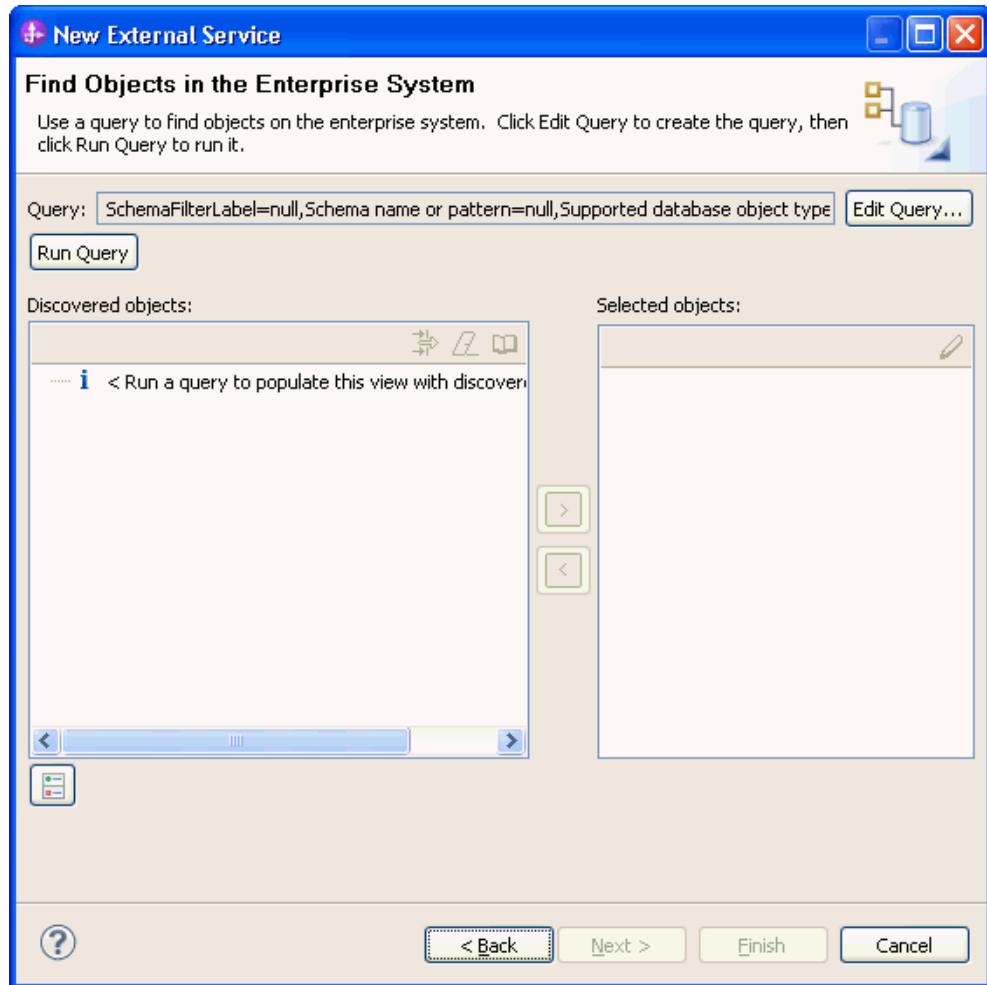 New External Service
Find Objects in the Enterprise System
Use a query to find objects on the enterprise system. Click Edit Query to create the query, then
click Run Query to run it.
Query: SchemaFilterLabel=null,Schema name or pattern=null,Supported database object type Edit Query...
Run Query
Discovered objects: Selected objects:
< Run a query to populate this view with discover
> 
<
< Back Next > Finish Cancel